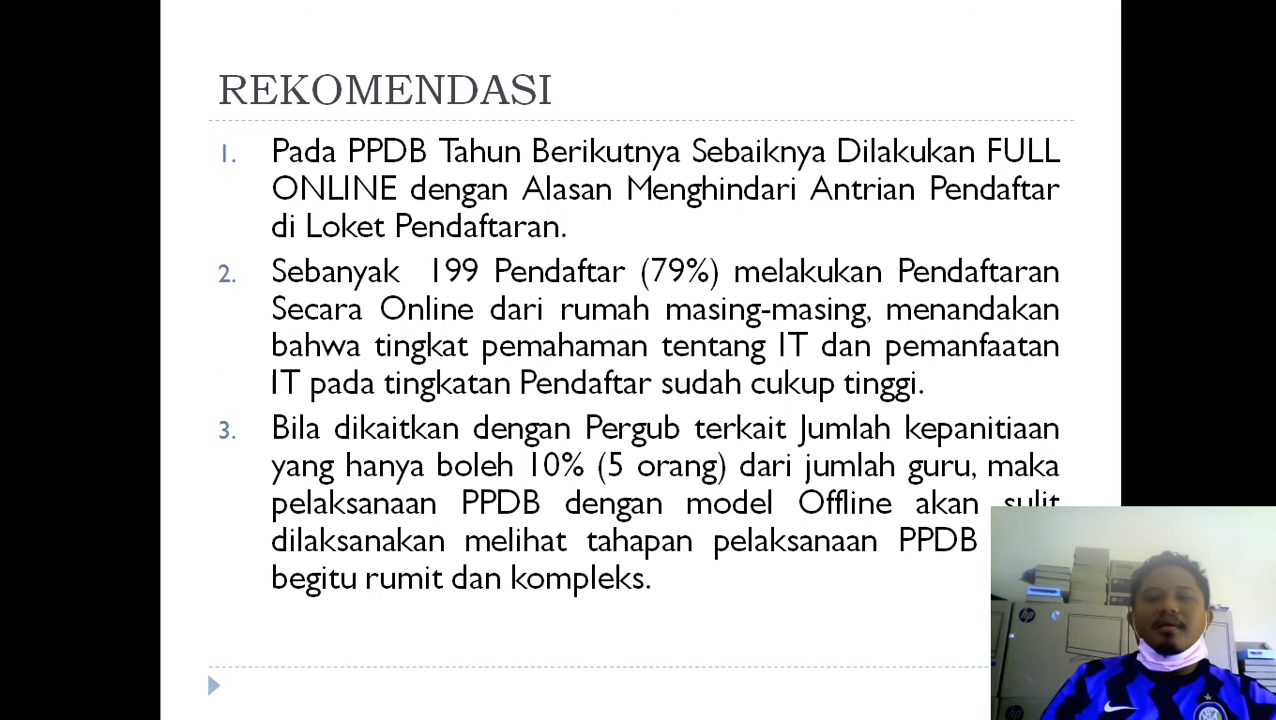 REKOMENDASI
1. Pada PPDB Tahun Berikutnya Sebaiknya Dilakukan FULL
ONLINE dengan Alasan Menghindari Antrian Pendaftar
di Loket Pendaftaran.
2. Sebanyak 199 Pendaftar (79%) melakukan Pendaftaran
Secara Online dari rumah masing-masing, menandakan
bahwa tingkat pemahaman tentang IT dan pemanfaatan
IT pada tingkatan Pendaftar sudah cukup tinggi.
3. Bila dikaitkan dengan Pergub terkait Jumlah kepanitiaan
yang hanya boleh 10% (5 orang) dari jumlah guru, maka
pelaksanaan PPDB dengan model Offline akan sulit
dilaksanakan melihat tahapan pelaksanaan PPDB
begitu rumit dan kompleks.
hp